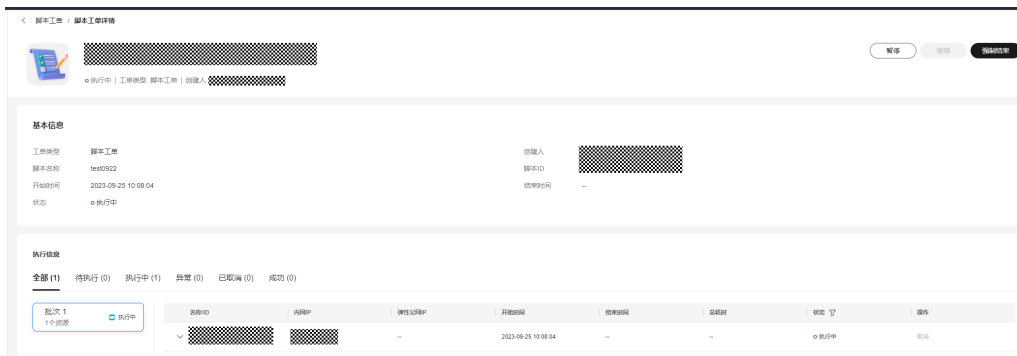 脚本工单 / 脚本工单详情
暂停 继续 强制结束
执行中 | 工单类型 脚本工单 | 创建人
基本信息
工单类型 脚本工单 创建人
脚本名称 test0922 脚本ID
开始时间 2023-09-25 10:08:04 结束时间 --
状态 执行中
执行信息
全部 (1) 待执行 (0) 执行中 (1) 异常 (0) 已取消 (0) 成功 (0)
批次 1 执行中
1个资源
名称/ID 内网IP 弹性公网IP 开始时间 结束时间 总耗时 状态 操作
-- 2023-09-25 10:08:04 -- -- 执行中 取消